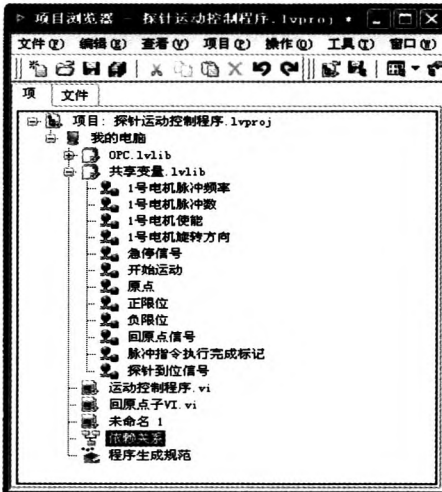 项目浏览器 - 探针运动控制程序.lvproj *
文件(F) 编辑(E) 查看(V) 项目(P) 操作(O) 工具(T) 窗口(W)
项 文件
项目: 探针运动控制程序.lvproj
我的电脑
OPC.lvlib
共享变量.lvlib
1号电机脉冲频率
1号电机脉冲数
1号电机使能
1号电机旋转方向
急停信号
开始运动
原点
正限位
负限位
回原点信号
脉冲指令执行完成标记
探针到位信号
运动控制程序.vi
回原点子VI.vi
未命名 1
依赖关系
程序生成规范